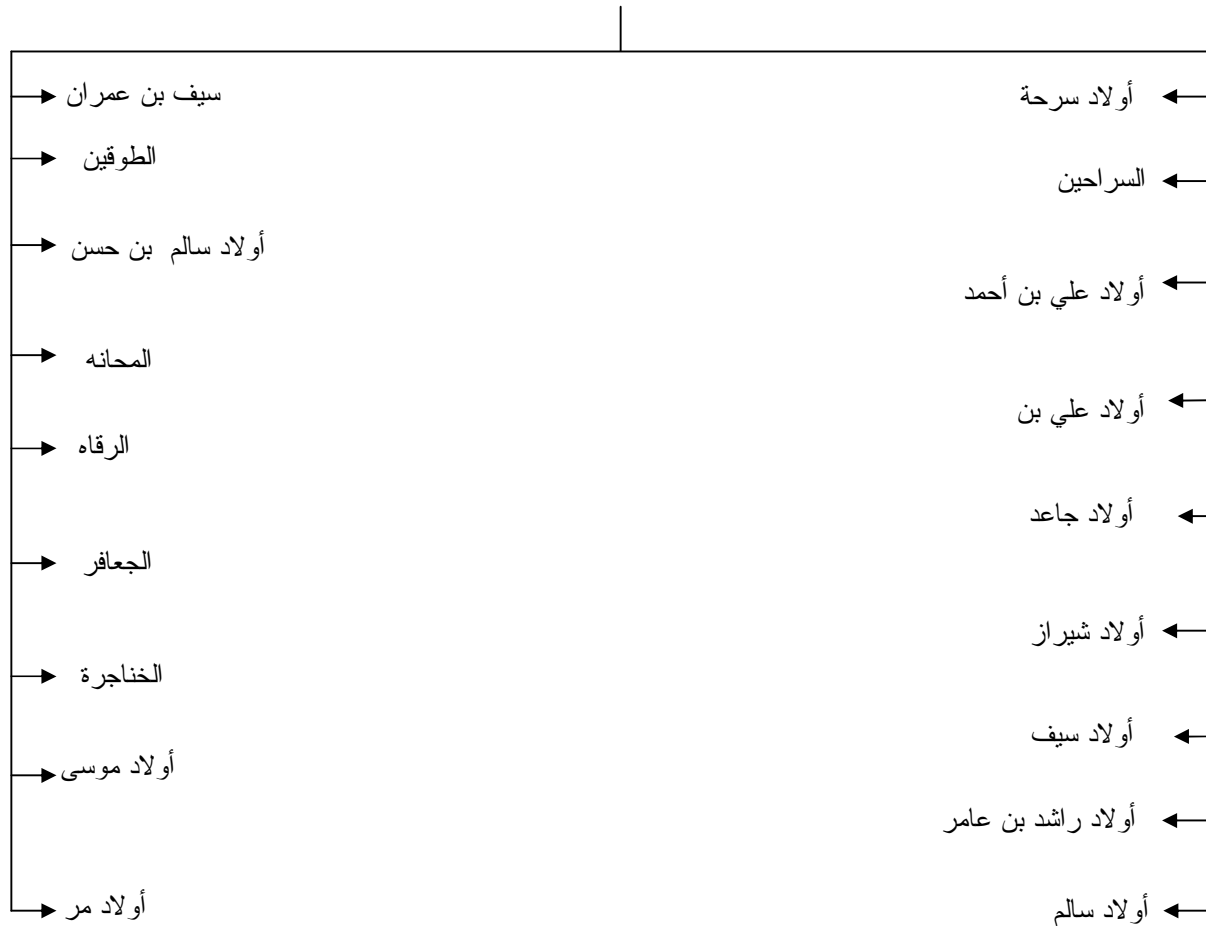 أولاد سرحة
السراحين
أولاد علي بن أحمد
أولاد علي بن
أولاد جاعد
أولاد شيراز
أولاد سيف
أولاد راشد بن عامر
أولاد سالم
سيف بن عمران
الطوقين
أولاد سالم بن حسن
المحانه
الرقاه
الجعافر
الخناجرة
أولاد موسى
أولاد مر